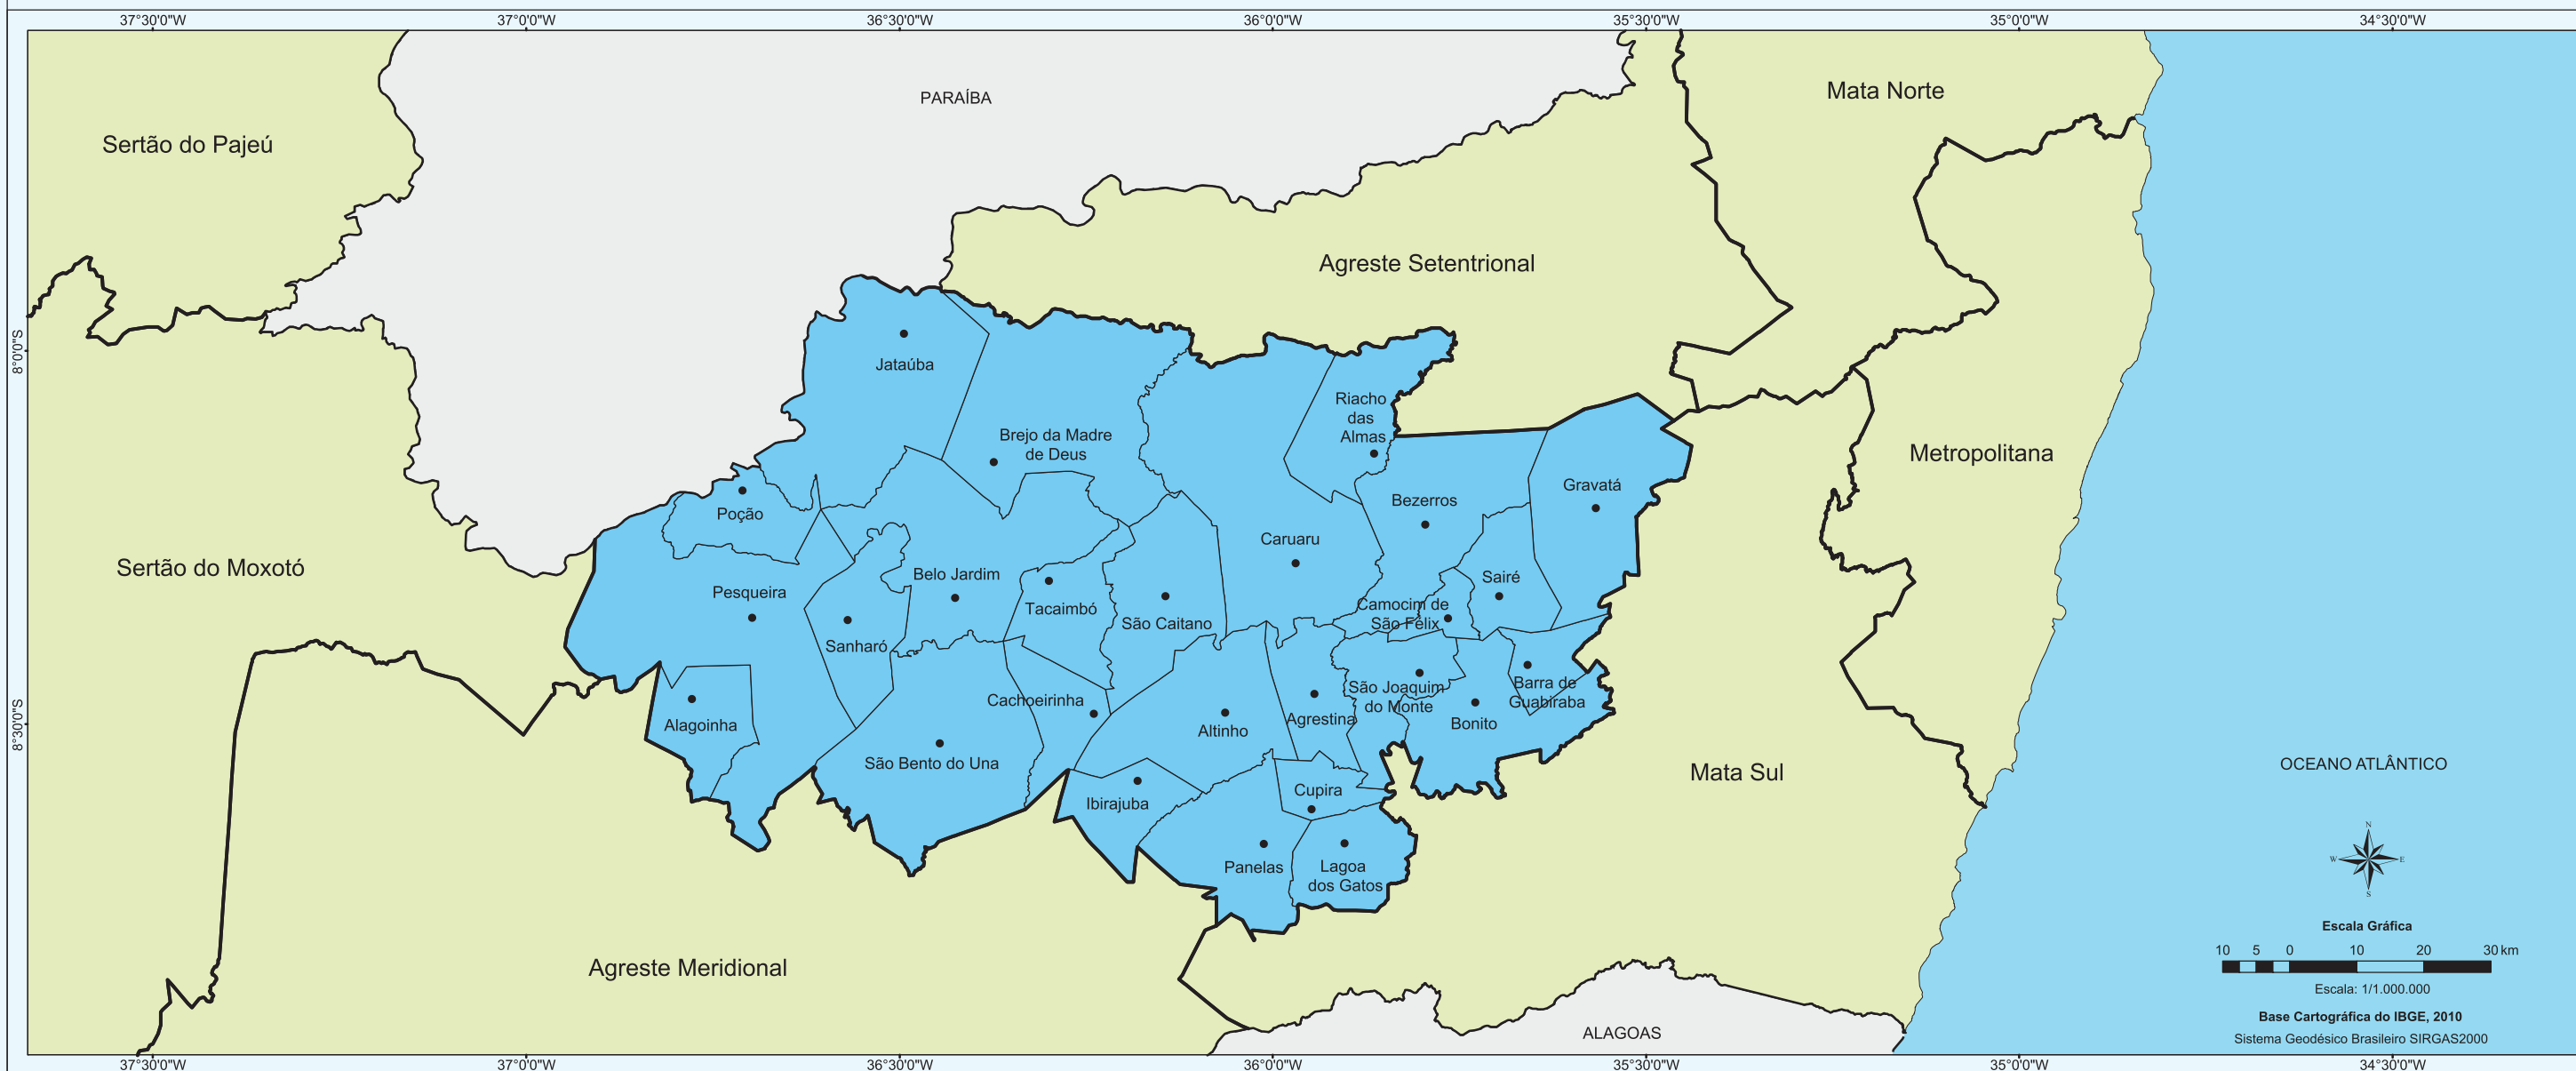 37°30'0"W 37°0'0"W 36°30'0"W 36°0'0"W 35°30'0"W 35°0'0"W 34°30'0"W
PARAÍBA
Mata Norte
Sertão do Pajeú
Agreste Setentrional
8°0'0"S
Jataúba
Riacho
das
Almas
Brejo da Madre
de Deus
Metropolitana
Gravatá
Bezerros
Poção
Caruaru
Sertão do Moxotó
Belo Jardim
Sairé
Pesqueira
Tacaimbó
Camocim de
São Félix
São Caitano
Sanharó
Barra de
Guabiraba
São Joaquim
do Monte
Cachoeirinha
Agrestina
Bonito
Alagoinha
Altinho
8°30'0"S
São Bento do Una
OCEANO ATLÂNTICO
Mata Sul
Cupira
Ibirajuba
N
W E
S
Panelas
Lagoa
dos Gatos
Escala Gráfica
10 5 0 10 20 30 km
Agreste Meridional
Escala: 1/1.000.000
Base Cartográfica do IBGE, 2010
ALAGOAS
Sistema Geodésico Brasileiro SIRGAS2000
37°30'0"W 37°0'0"W 36°30'0"W 36°0'0"W 35°30'0"W 35°0'0"W 34°30'0"W